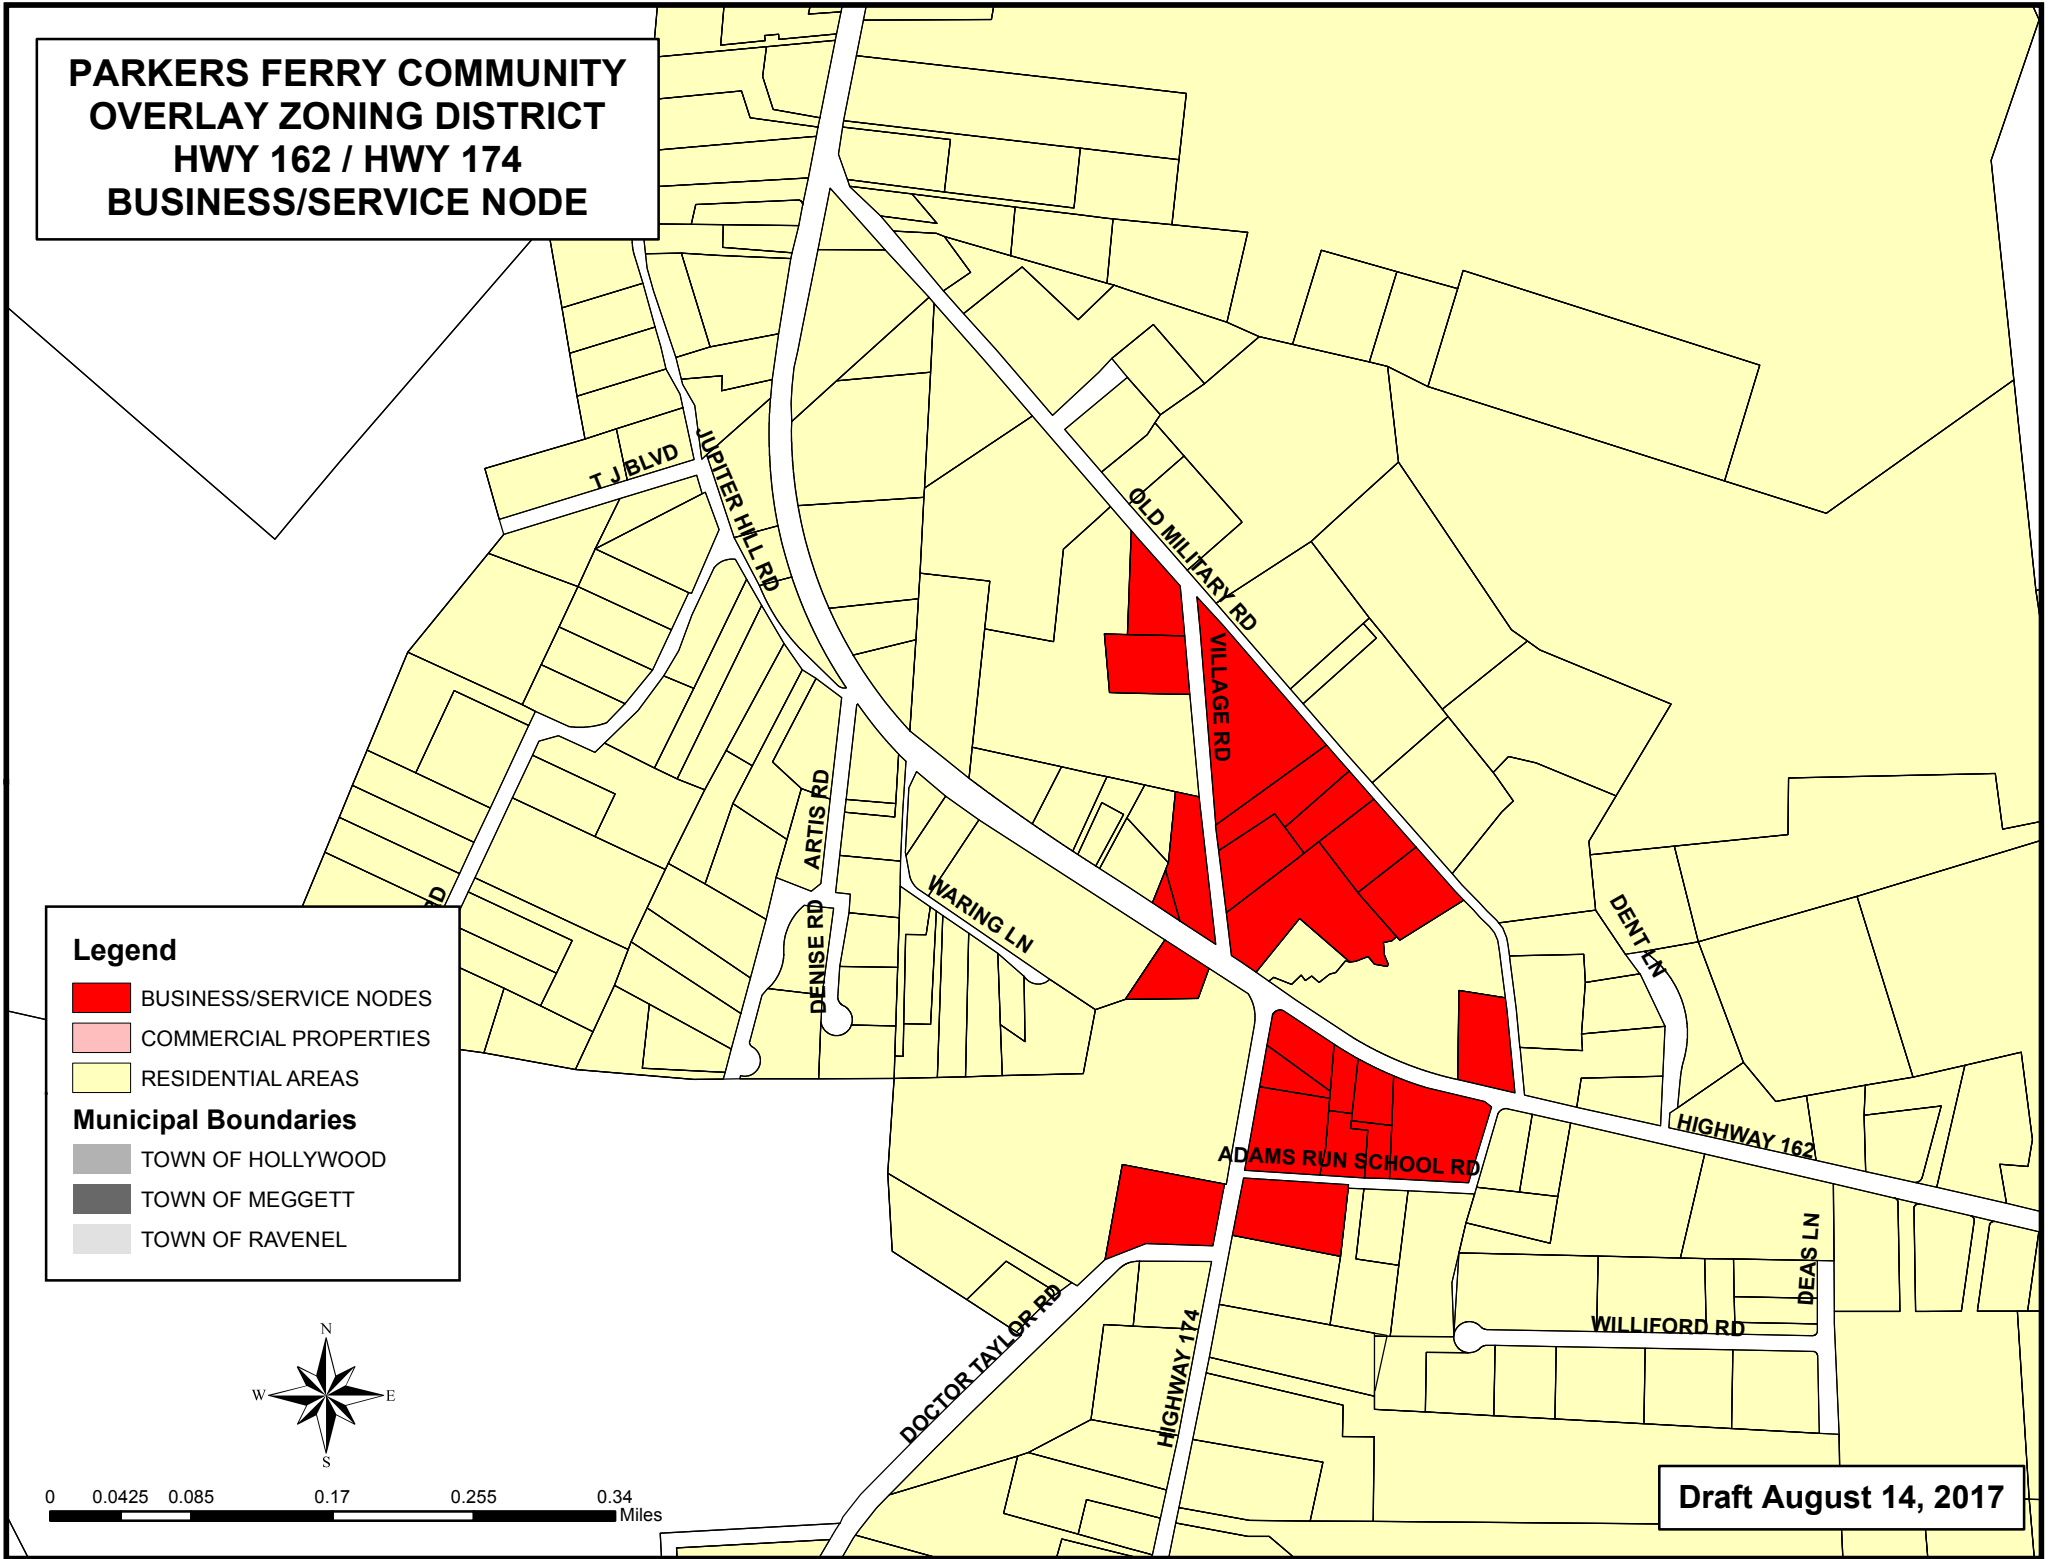 PARKERS FERRY COMMUNITY
OVERLAY ZONING DISTRICT
HWY 162 / HWY 174
BUSINESS/SERVICE NODE
T J BLVD
JUPITER HILL RD
OLD MILITARY RD
VILLAGE RD
ARTIS RD
DENISE RD
WARING LN
DENT LN
RD
HIGHWAY 162
ADAMS RUN SCHOOL RD
DEAS LN
WILLIFORD RD
DOCTOR TAYLOR RD
HIGHWAY 174
Legend
BUSINESS/SERVICE NODES
COMMERCIAL PROPERTIES
RESIDENTIAL AREAS
Municipal Boundaries
TOWN OF HOLLYWOOD
TOWN OF MEGGETT
TOWN OF RAVENEL
N
W E
S
0 0.0425 0.085 0.17 0.255 0.34
Miles
Draft August 14, 2017